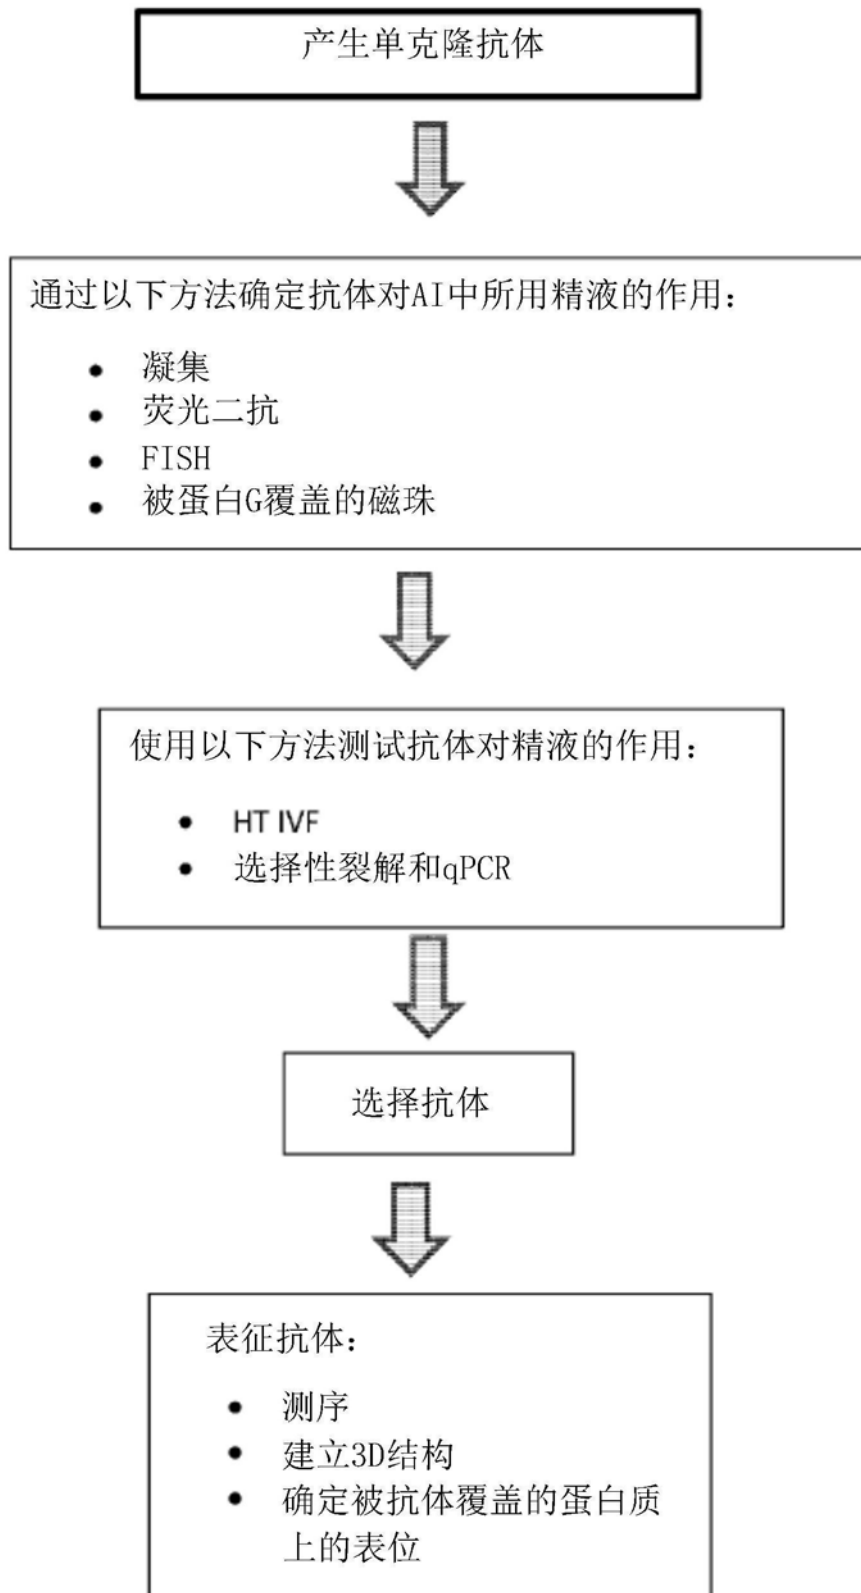 产生单克隆抗体
通过以下方法确定抗体对AI中所用精液的作用：
● 凝集
● 荧光二抗
● FISH
● 被蛋白G覆盖的磁珠
使用以下方法测试抗体对精液的作用：
● HT IVF
● 选择性裂解和qPCR
选择抗体
表征抗体：
● 测序
● 建立3D结构
● 确定被抗体覆盖的蛋白质
上的表位